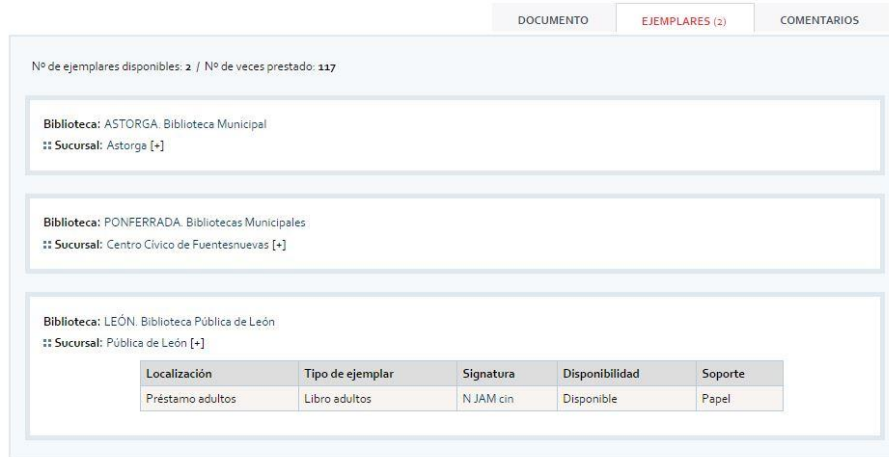 DOCUMENTO EJEMPLARES (2) COMENTARIOS
Nº de ejemplares disponibles: 2 / Nº de veces prestado: 117
Biblioteca: ASTORGA. Biblioteca Municipal
Sucursal: Astorga [+]
Biblioteca: PONFERRADA. Bibliotecas Municipales
Sucursal: Centro Cívico de Fuentesnuevas [+]
Biblioteca: LEÓN. Biblioteca Pública de León
Sucursal: Pública de León [+]
Localización Tipo de ejemplar Signatura Disponibilidad Soporte
Préstamo adultos Libro adultos N JAM cin Disponible Papel